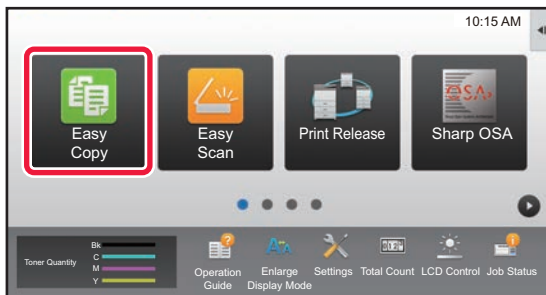 10:15 AM
Easy
Copy
Easy
Scan
Print Release
OSA
Sharp OSA
Toner Quantity
Bk
C
M
Y
Operation
Guide
Enlarge
Display Mode
Settings
Total Count
LCD Control
Job Status